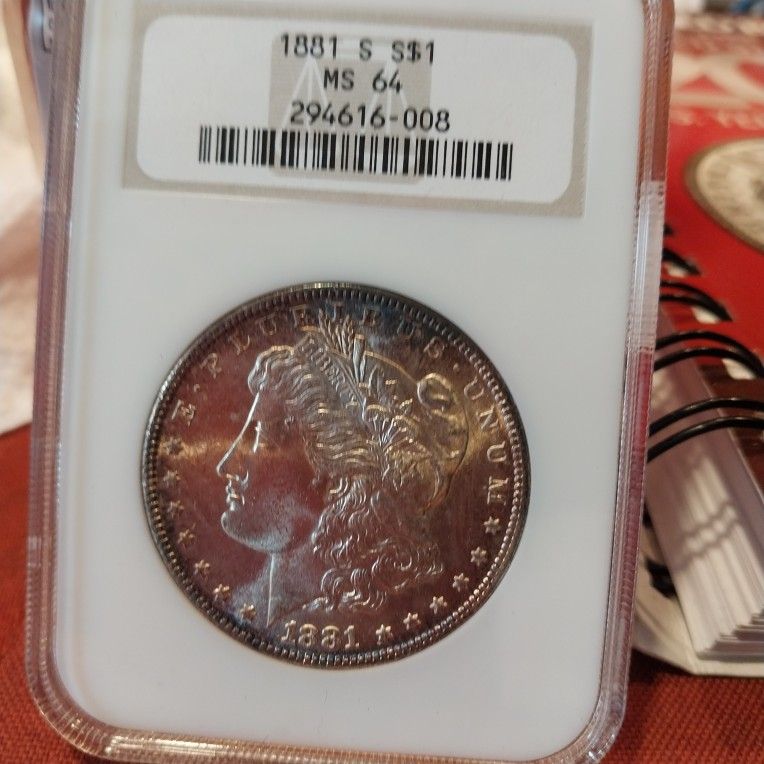 1881 S S$1
MS 64
294616-008
E·PLURIBUS·UNUM
LIBERTY
1881